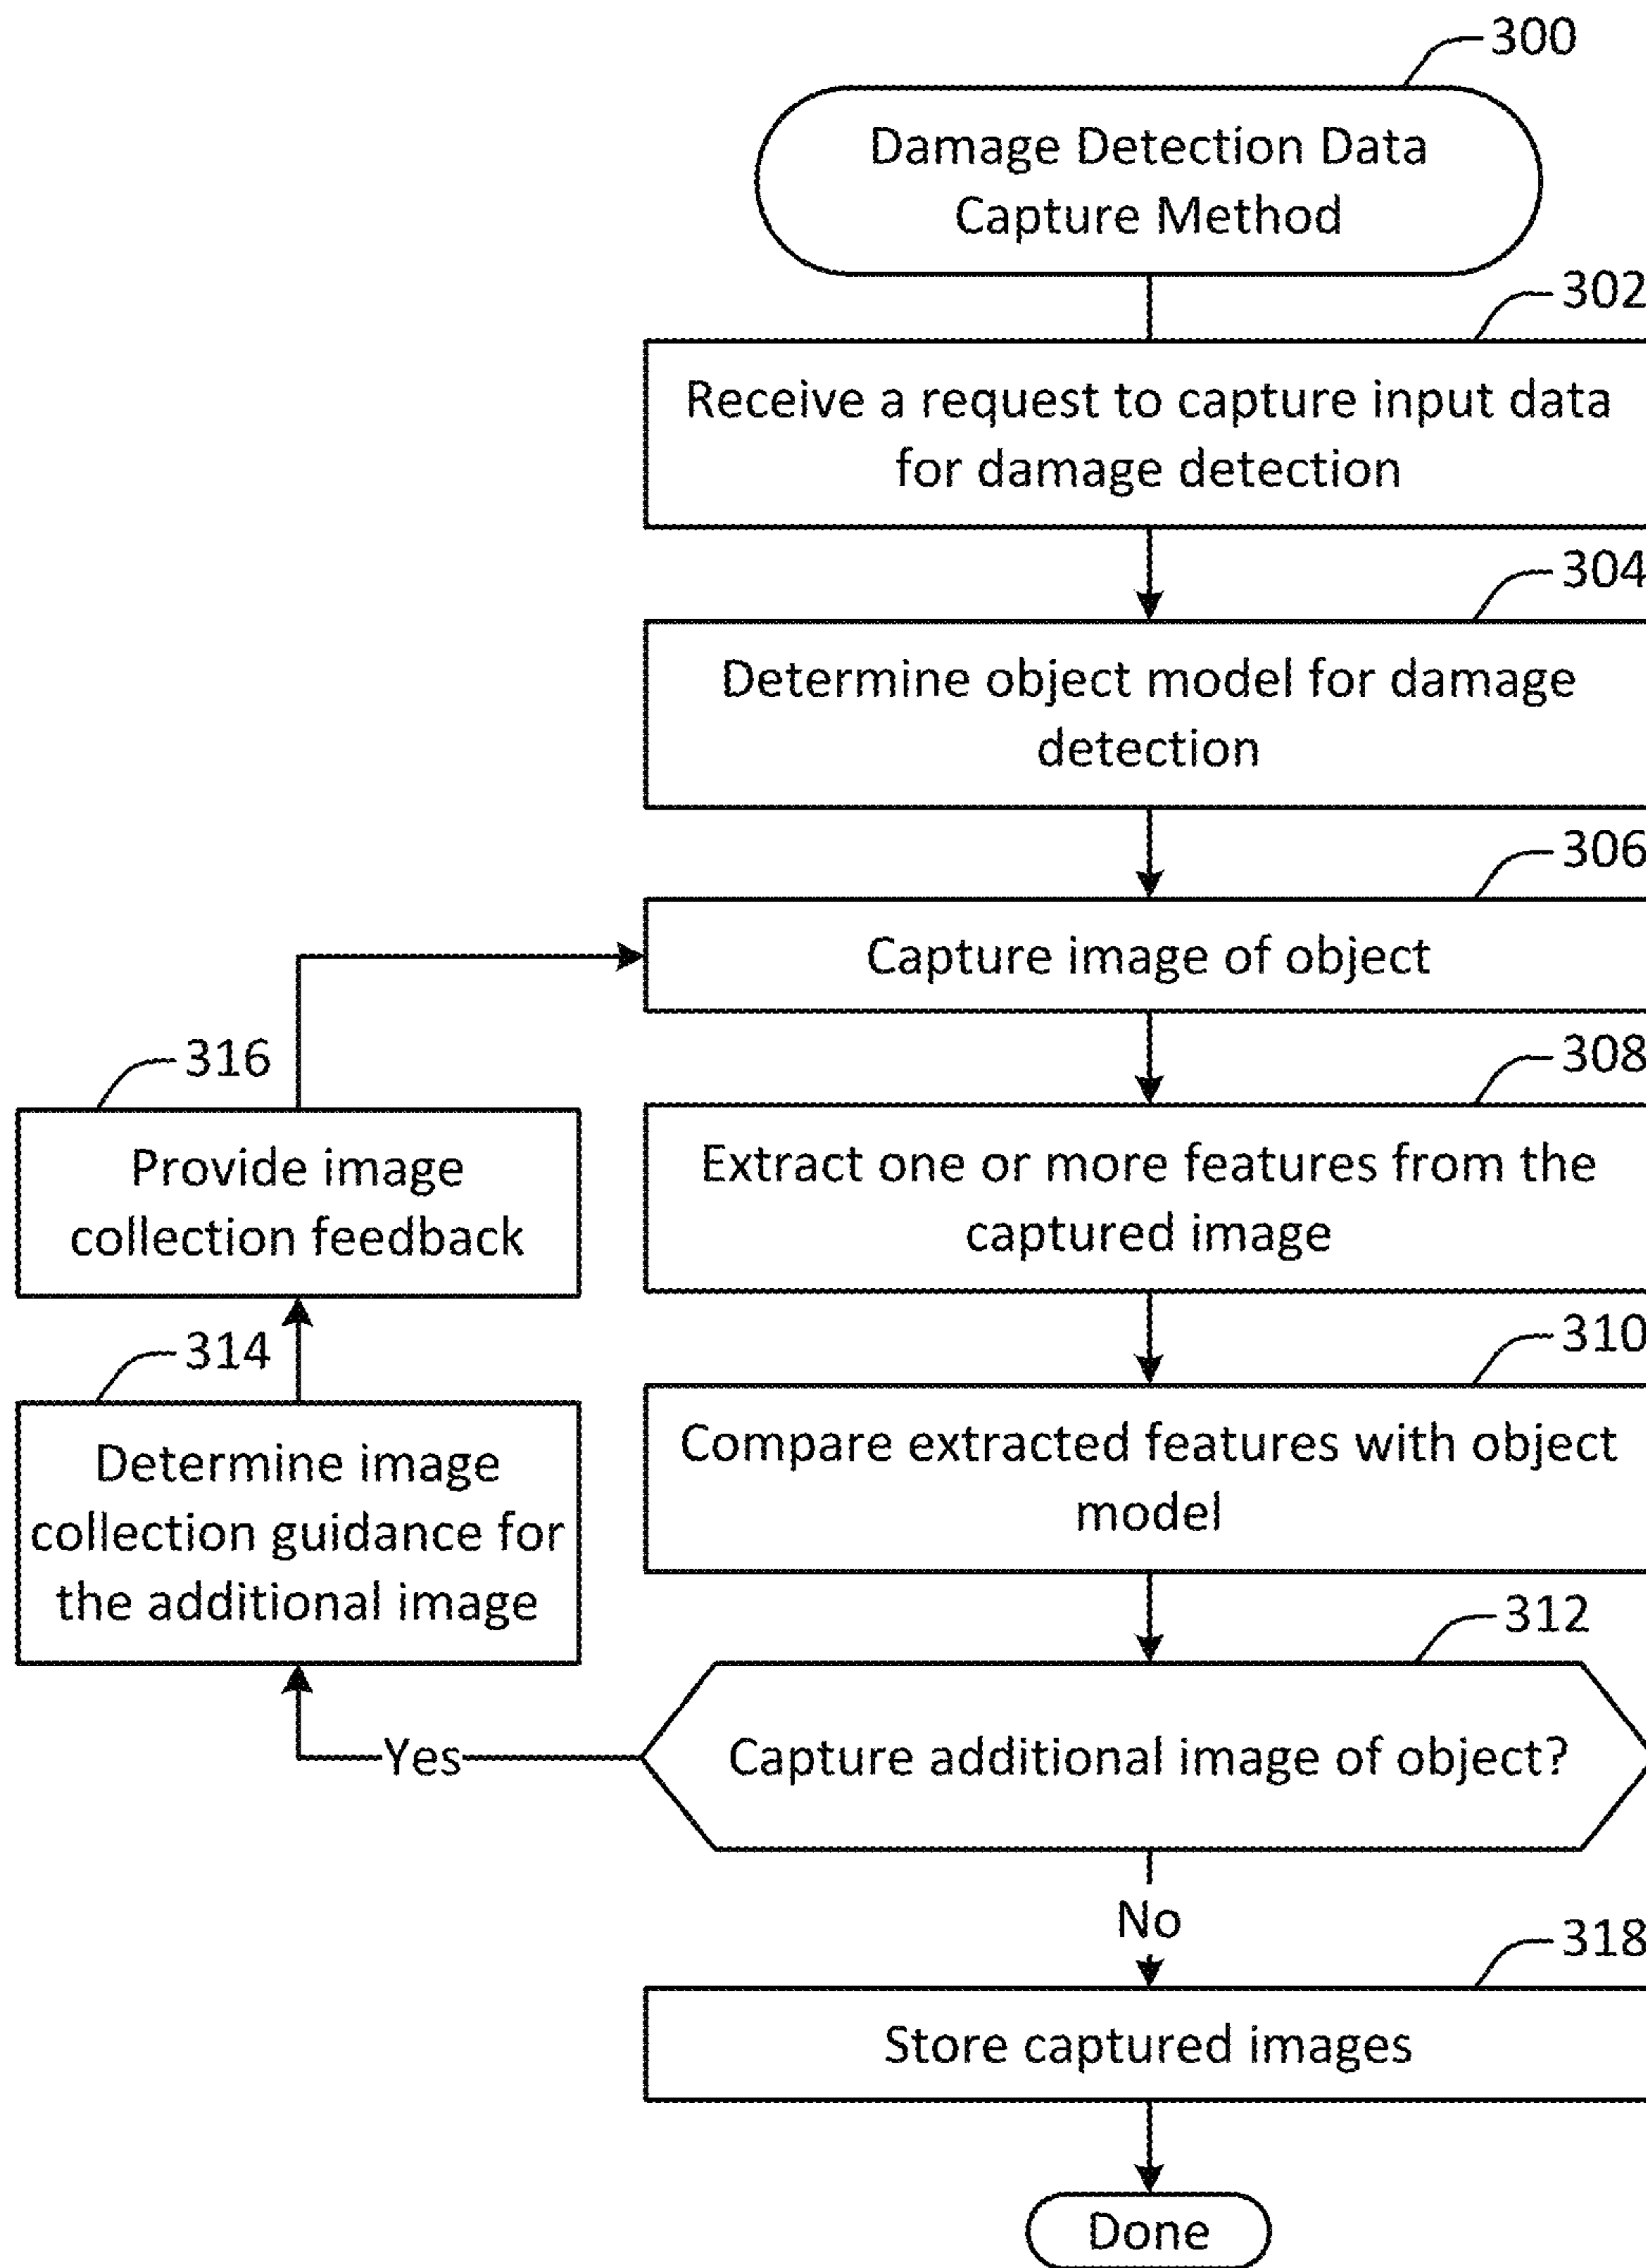 300
Damage Detection Data
Capture Method
302
Receive a request to capture input data
for damage detection
304
Determine object model for damage
detection
306
Capture image of object
308
Extract one or more features from the
captured image
310
Compare extracted features with object
model
312
Capture additional image of object?
Yes
314
Determine image
collection guidance for
the additional image
316
Provide image
collection feedback
No
318
Store captured images
Done